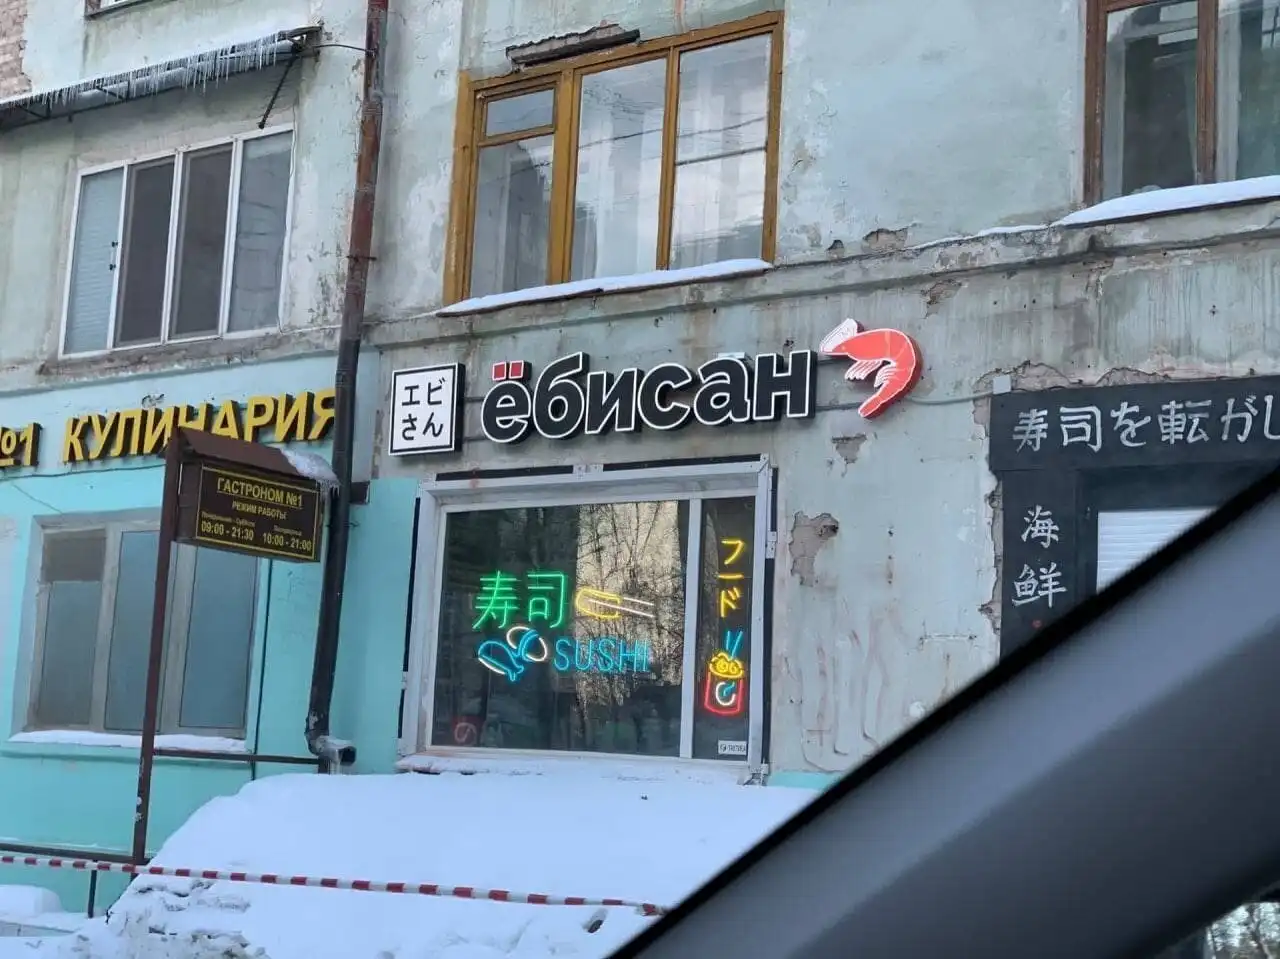 №1 КУЛИНАРИЯ
ГАСТРОНОМ №1
РЕЖИМ РАБОТЫ
09:00 - 21:30 10:00 - 21:00
エビ
さん
ёбисан
寿司
SUSHI
フード
寿司を転がし
海鮮